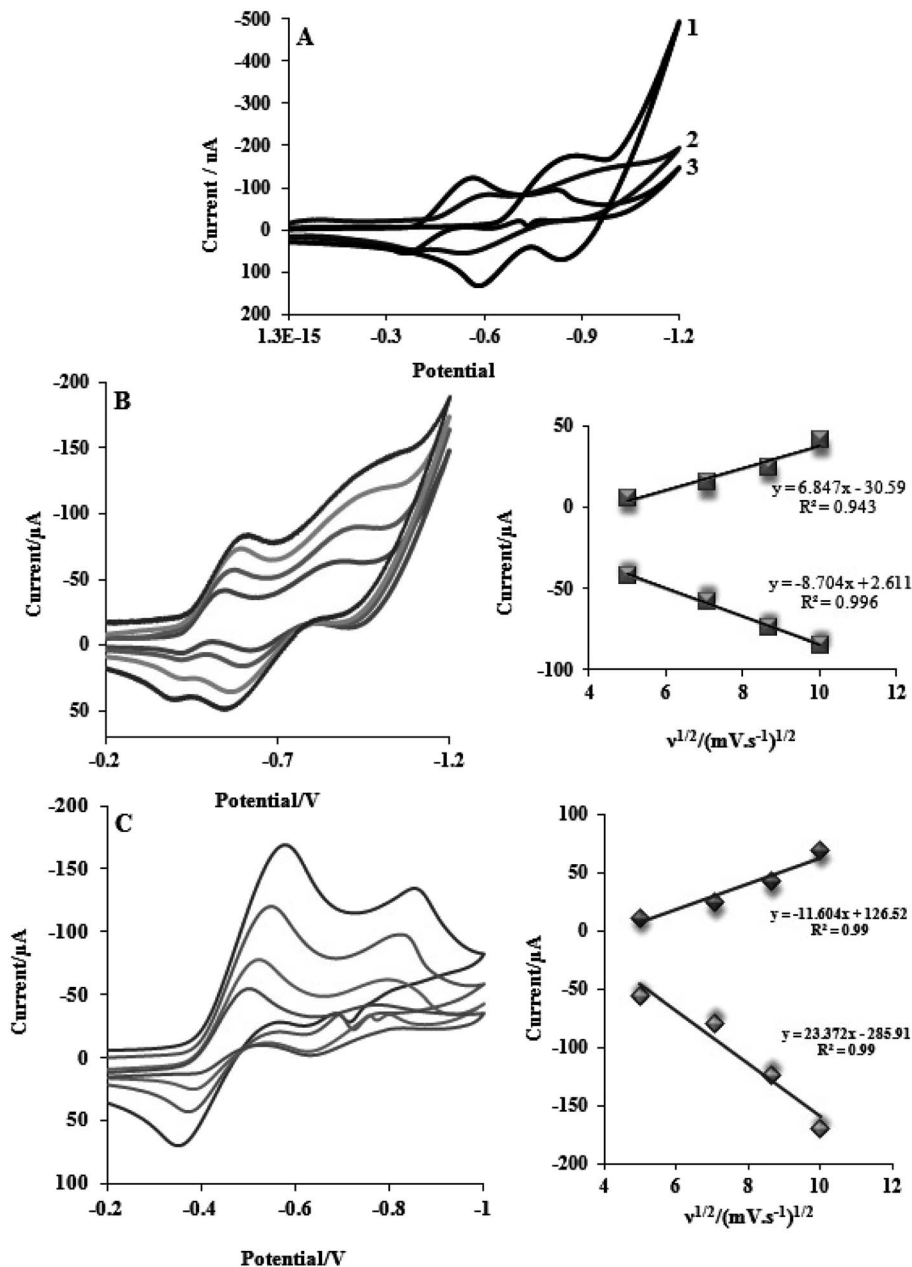 A
-500
-400
-300
-200
-100
0
100
200
Current / uA
1
2
3
1.3E-15 -0.3 -0.6 -0.9 -1.2
Potential
B
-200
-150
-100
-50
0
50
Current/µA
-0.2 -0.7 -1.2
Potential/V
50
0
-50
-100
Current/µA
y = 6.847x - 30.59
R² = 0.943
y = -8.704x + 2.611
R² = 0.996
4 6 8 10 12
ν1/2/(mV.s-1)1/2
C
-200
-150
-100
-50
0
50
100
Current/µA
-0.2 -0.4 -0.6 -0.8 -1
Potential/V
100
50
0
-50
-100
-150
-200
Current/µA
y = -11.604x + 126.52
R² = 0.99
y = 23.372x - 285.91
R² = 0.99
4 6 8 10 12
ν1/2/(mV.s-1)1/2